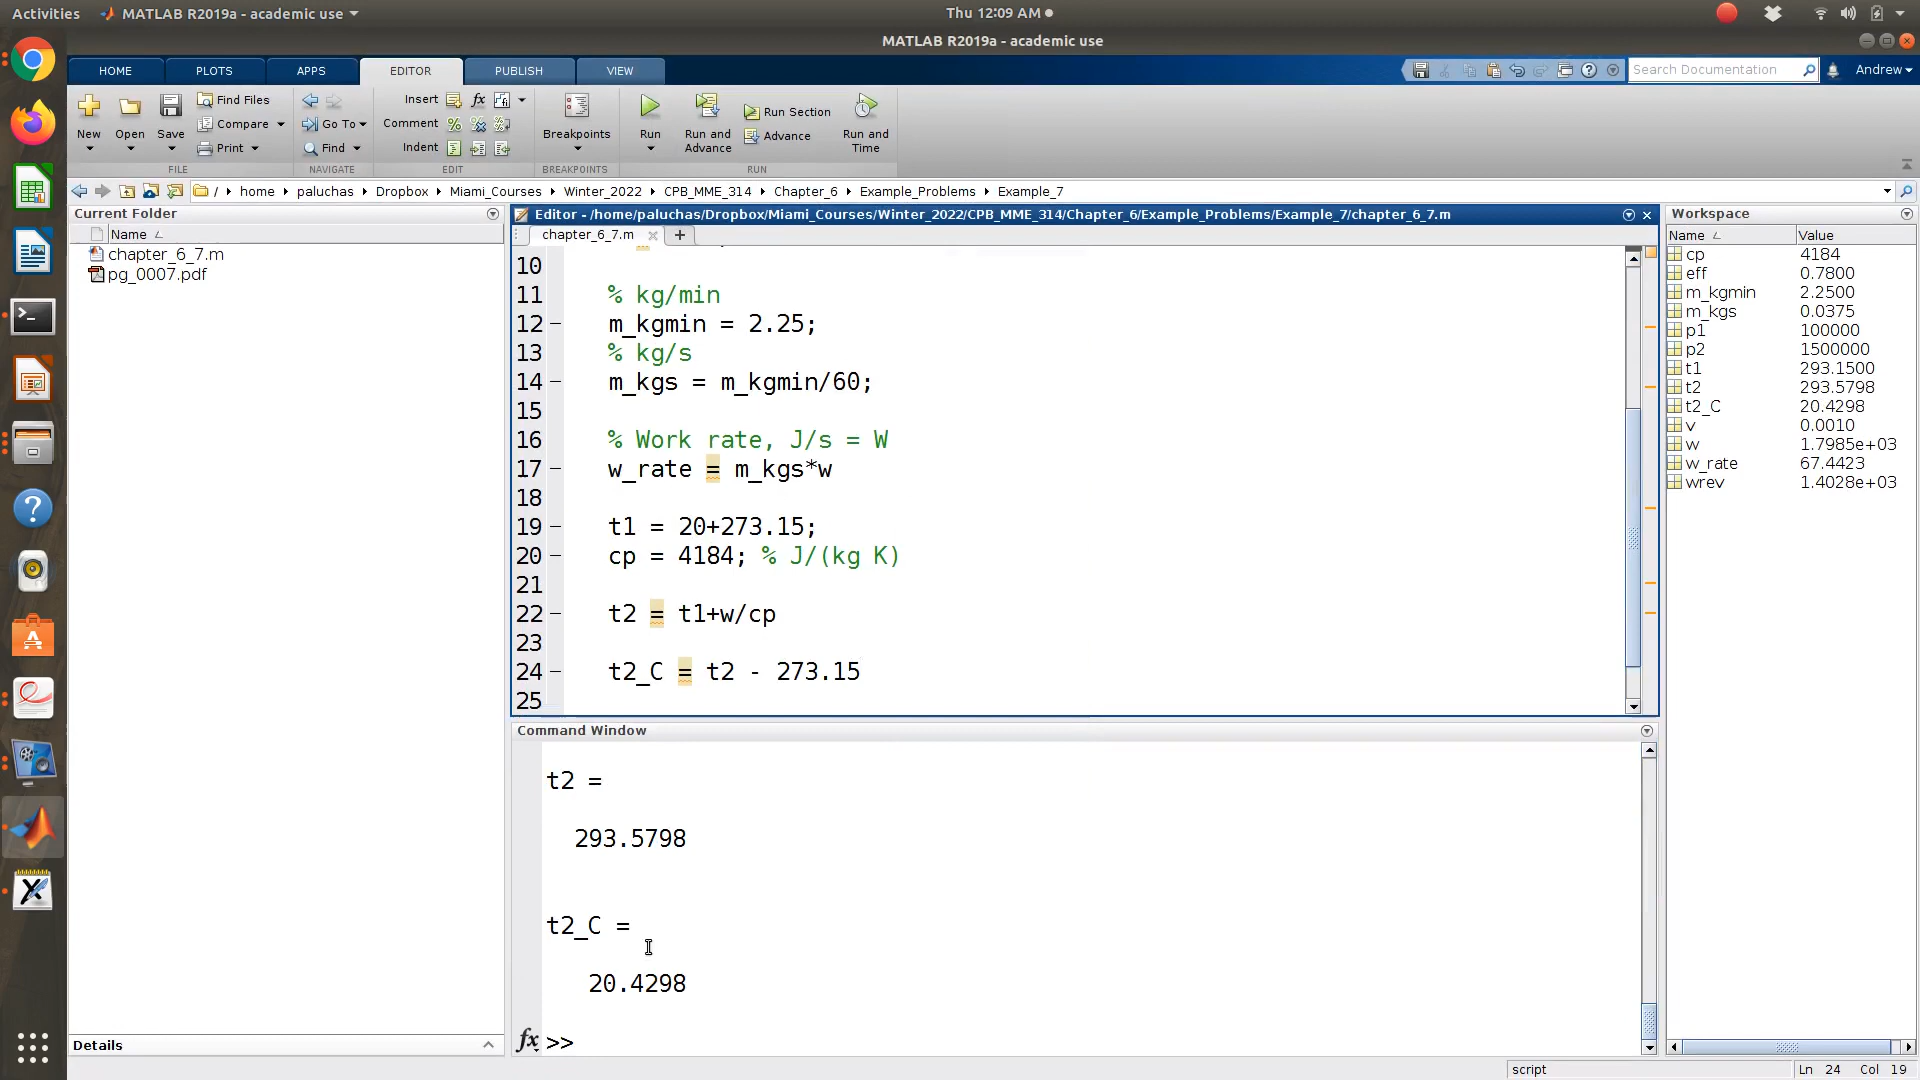 Activities
MATLAB R2019a - academic use
Thu 12:09 AM
MATLAB R2019a - academic use
HOME
PLOTS
APPS
EDITOR
PUBLISH
VIEW
Search Documentation
Andrew
New
Open
Save
Find Files
Compare
Print
FILE
Go To
Find
NAVIGATE
Insert
fx
Comment
Indent
EDIT
Breakpoints
BREAKPOINTS
Run
Run and Advance
Run Section
Advance
Run and Time
RUN
/ home paluchas Dropbox Miami_Courses Winter_2022 CPB_MME_314 Chapter_6 Example_Problems Example_7
Current Folder
Name
chapter_6_7.m
pg_0007.pdf
Details
Editor - /home/paluchas/Dropbox/Miami_Courses/Winter_2022/CPB_MME_314/Chapter_6/Example_Problems/Example_7/chapter_6_7.m
chapter_6_7.m
10
11 % kg/min
12 m_kgmin = 2.25;
13 % kg/s
14 m_kgs = m_kgmin/60;
15
16 % Work rate, J/s = W
17 w_rate = m_kgs*w
18
19 t1 = 20+273.15;
20 cp = 4184; % J/(kg K)
21
22 t2 = t1+w/cp
23
24 t2_C = t2 - 273.15
25
Command Window
t2 =
293.5798
t2_C =
20.4298
fx >>
Workspace
Name Value
cp 4184
eff 0.7800
m_kgmin 2.2500
m_kgs 0.0375
p1 100000
p2 1500000
t1 293.1500
t2 293.5798
t2_C 20.4298
v 0.0010
w 1.7985e+03
w_rate 67.4423
wrev 1.4028e+03
script
Ln 24 Col 19